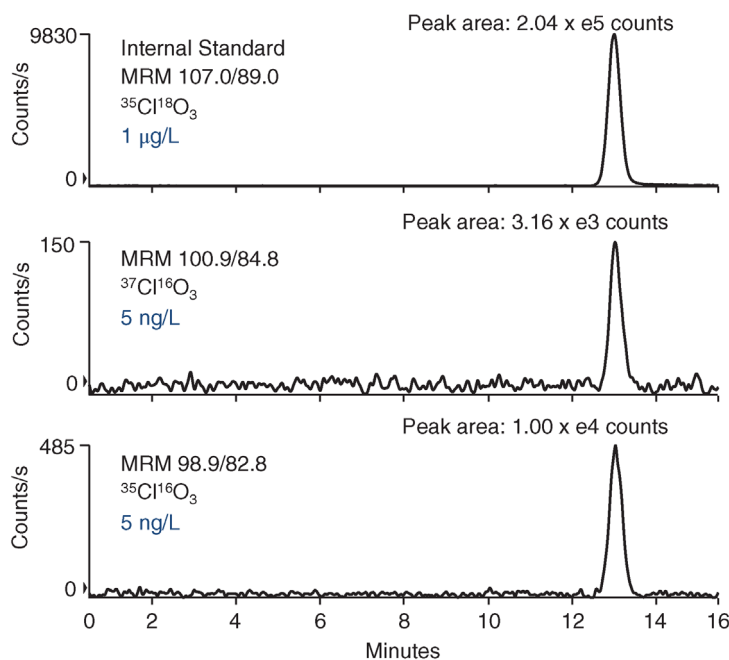 Peak area: 2.04 x e5 counts
9830
Internal Standard
MRM 107.0/89.0
³⁵Cl¹⁸O₃
1 µg/L
Counts/s
0
Peak area: 3.16 x e3 counts
150
MRM 100.9/84.8
³⁷Cl¹⁶O₃
5 ng/L
Counts/s
0
Peak area: 1.00 x e4 counts
485
MRM 98.9/82.8
³⁵Cl¹⁶O₃
5 ng/L
Counts/s
0
0 2 4 6 8 10 12 14 16
Minutes